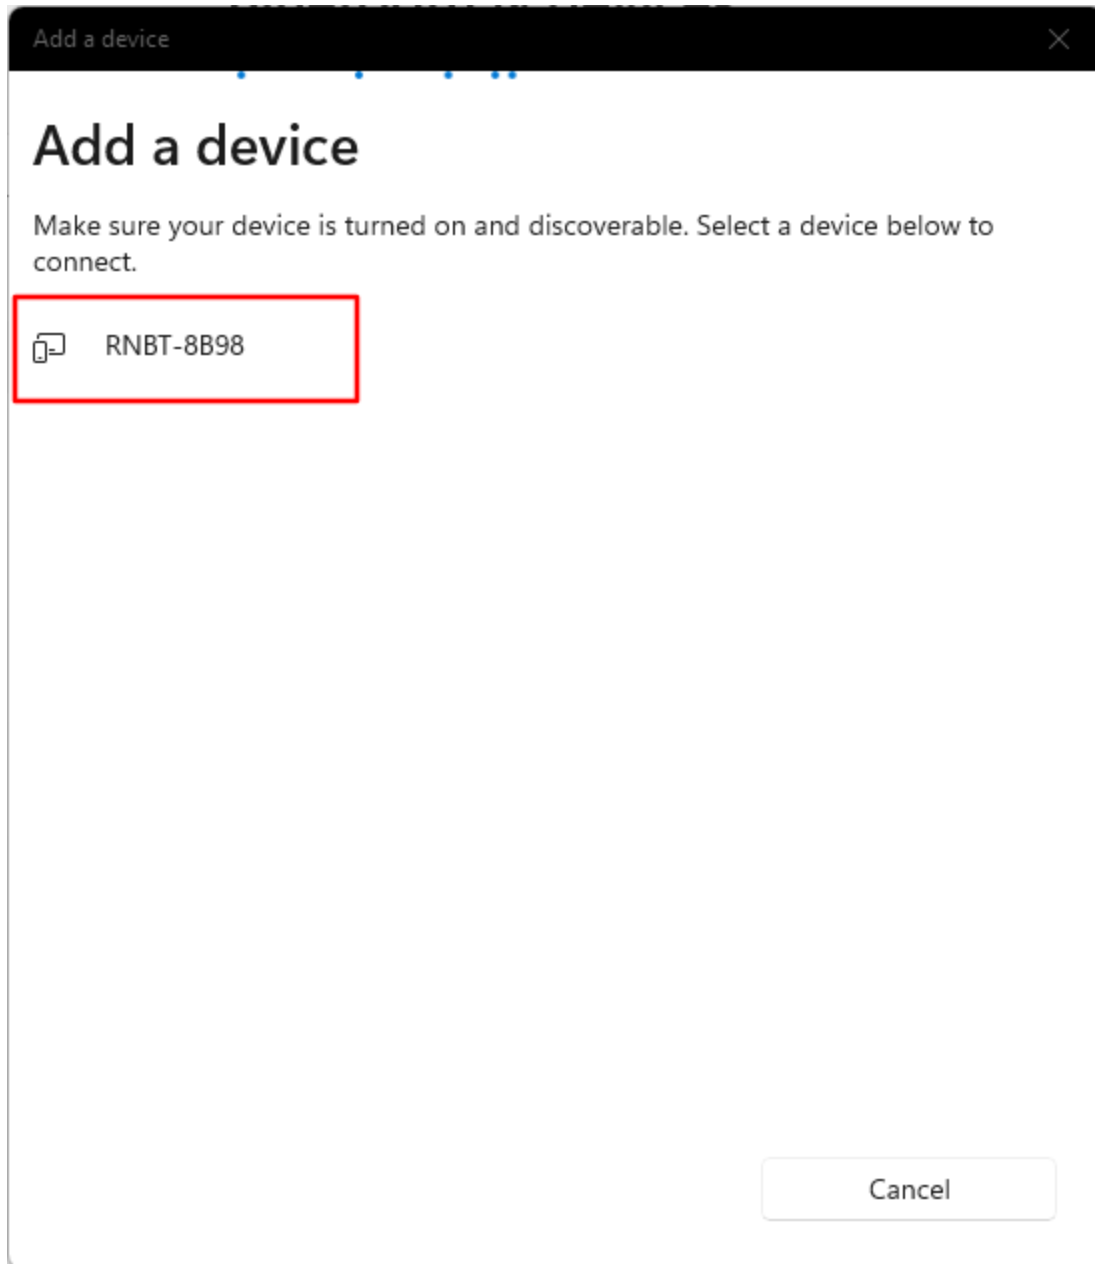 Add a device
Add a device
Make sure your device is turned on and discoverable. Select a device below to
connect.
RNBT-8B98
Cancel